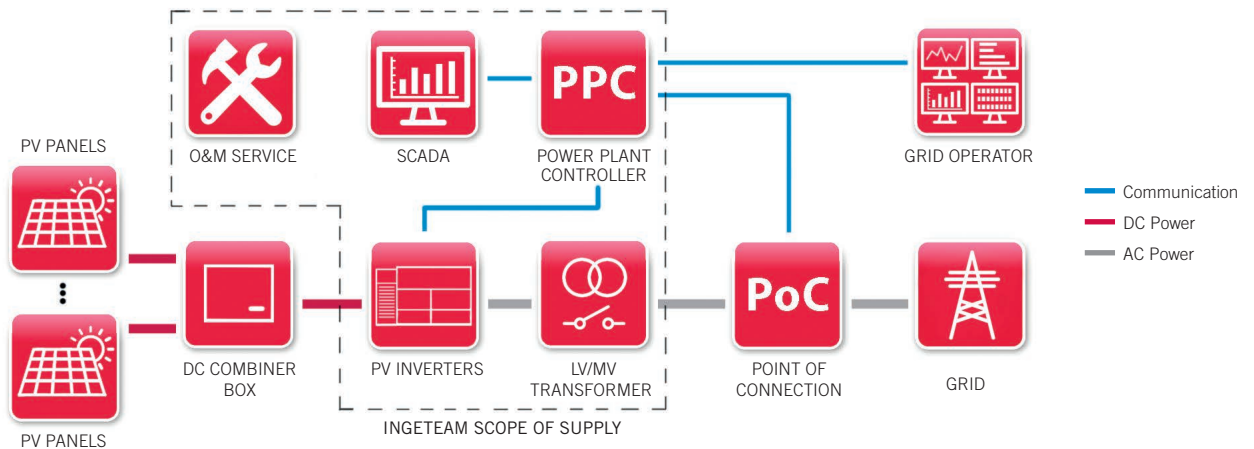 PPC
PV PANELS
O&M SERVICE
SCADA
POWER PLANT
CONTROLLER
GRID OPERATOR
Communication
DC Power
AC Power
PoC
DC COMBINER
BOX
PV INVERTERS
LV/MV
TRANSFORMER
POINT OF
CONNECTION
GRID
INGETEAM SCOPE OF SUPPLY
PV PANELS